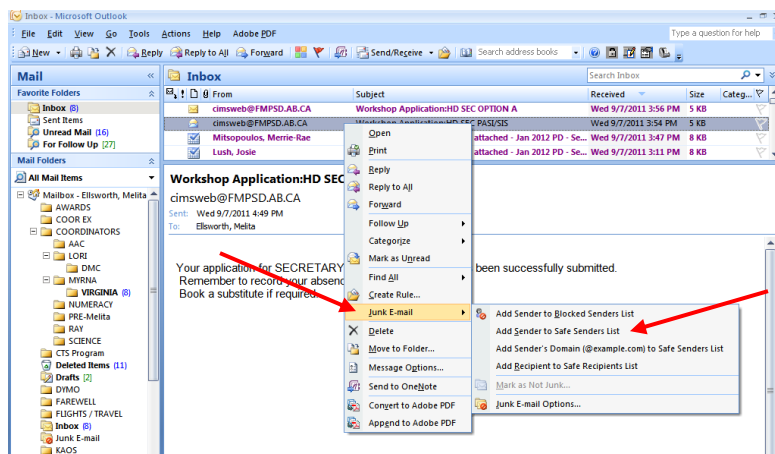 Inbox - Microsoft Outlook
File Edit View Go Tools Actions Help Adobe PDF
Type a question for help
New Reply Reply to All Forward Send/Receive Search address books
Mail «
Inbox
Search Inbox
Favorite Folders
From Subject Received Size Categ...
Inbox (8)
Sent Items
Unread Mail (16)
For Follow Up [27]
cimsweb@FMPSD.AB.CA Workshop Application:HD SEC OPTION A Wed 9/7/2011 3:56 PM 5 KB
cimsweb@FMPSD.AB.CA Workshop Application:HD SEC PASI/SIS Wed 9/7/2011 3:54 PM 5 KB
Mitsopoulos, Merrie-Rae attached - Jan 2012 PD - Se... Wed 9/7/2011 3:47 PM 8 KB
Lush, Josie attached - Jan 2012 PD - Se... Wed 9/7/2011 3:11 PM 8 KB
Mail Folders
All Mail Items
Mailbox - Ellsworth, Melita
AWARDS
COOR EX
COORDINATORS
AAC
LORI
DMC
MYRNA
VIRGINIA (8)
NUMERACY
PRE-Melita
RAY
SCIENCE
CTS Program
Deleted Items (11)
Drafts [2]
DYMO
FAREWELL
FLIGHTS / TRAVEL
Inbox (8)
Junk E-mail
KAOS
Workshop Application:HD SEC
cimsweb@FMPSD.AB.CA
Sent: Wed 9/7/2011 4:49 PM
To: Ellsworth, Melita
Your application for SECRETARY been successfully submitted.
Remember to record your absenc
Book a substitute if required.
Open
Print
Reply
Reply to All
Forward
Follow Up
Categorize
Mark as Unread
Find All
Create Rule...
Junk E-mail
Delete
Move to Folder...
Message Options...
Send to OneNote
Convert to Adobe PDF
Append to Adobe PDF
Add Sender to Blocked Senders List
Add Sender to Safe Senders List
Add Sender's Domain (@example.com) to Safe Senders List
Add Recipient to Safe Recipients List
Mark as Not Junk...
Junk E-mail Options...